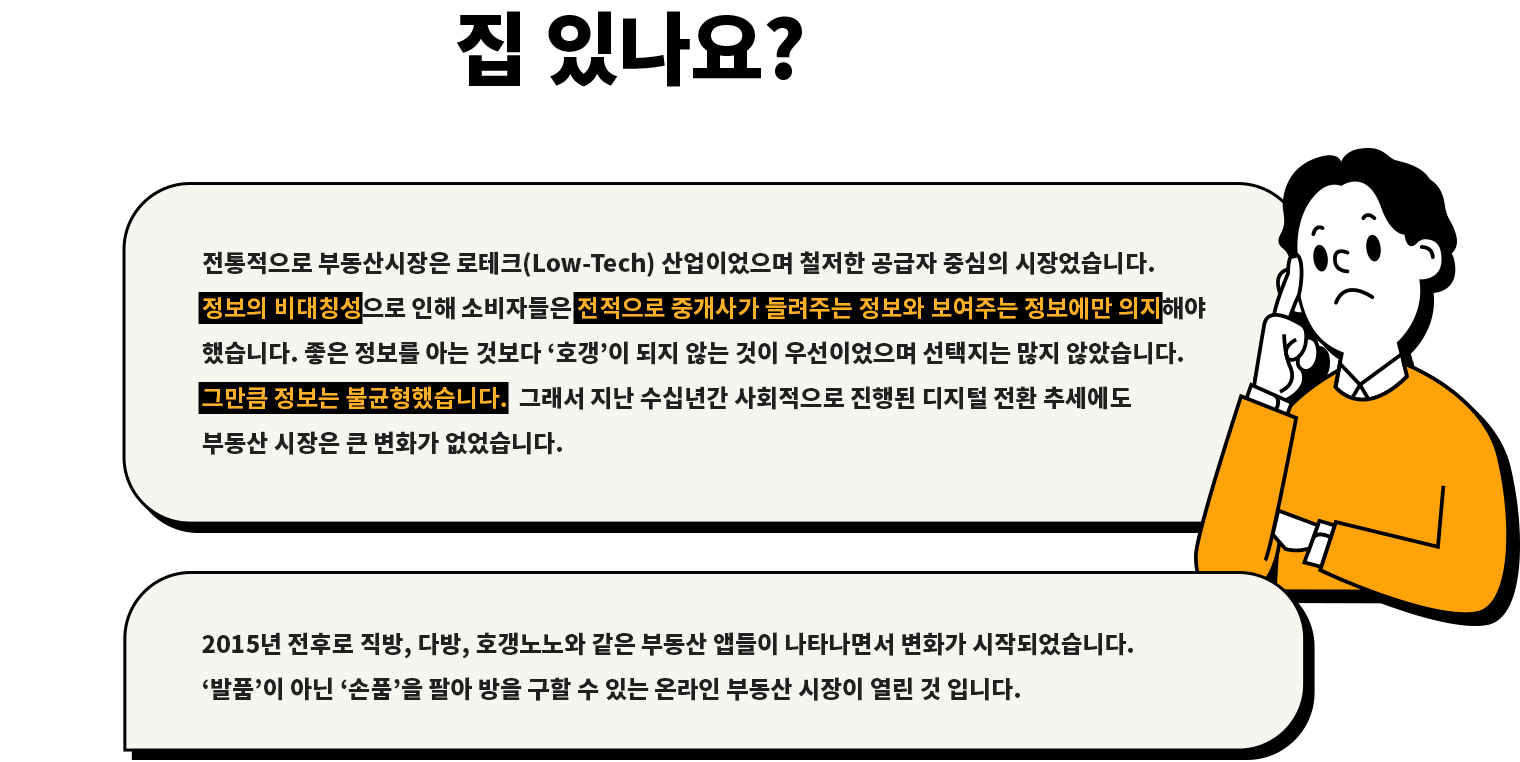 집 있나요?
전통적으로 부동산시장은 로테크(Low-Tech) 산업이었으며 철저한 공급자 중심의 시장었습니다.
정보의 비대칭성으로 인해 소비자들은 전적으로 중개사가 들려주는 정보와 보여주는 정보에만 의지해야
했습니다. 좋은 정보를 아는 것보다 ‘호갱’이 되지 않는 것이 우선이었으며 선택지는 많지 않았습니다.
그만큼 정보는 불균형했습니다. 그래서 지난 수십년간 사회적으로 진행된 디지털 전환 추세에도
부동산 시장은 큰 변화가 없었습니다.
2015년 전후로 직방, 다방, 호갱노노와 같은 부동산 앱들이 나타나면서 변화가 시작되었습니다.
‘발품’이 아닌 ‘손품’을 팔아 방을 구할 수 있는 온라인 부동산 시장이 열린 것 입니다.